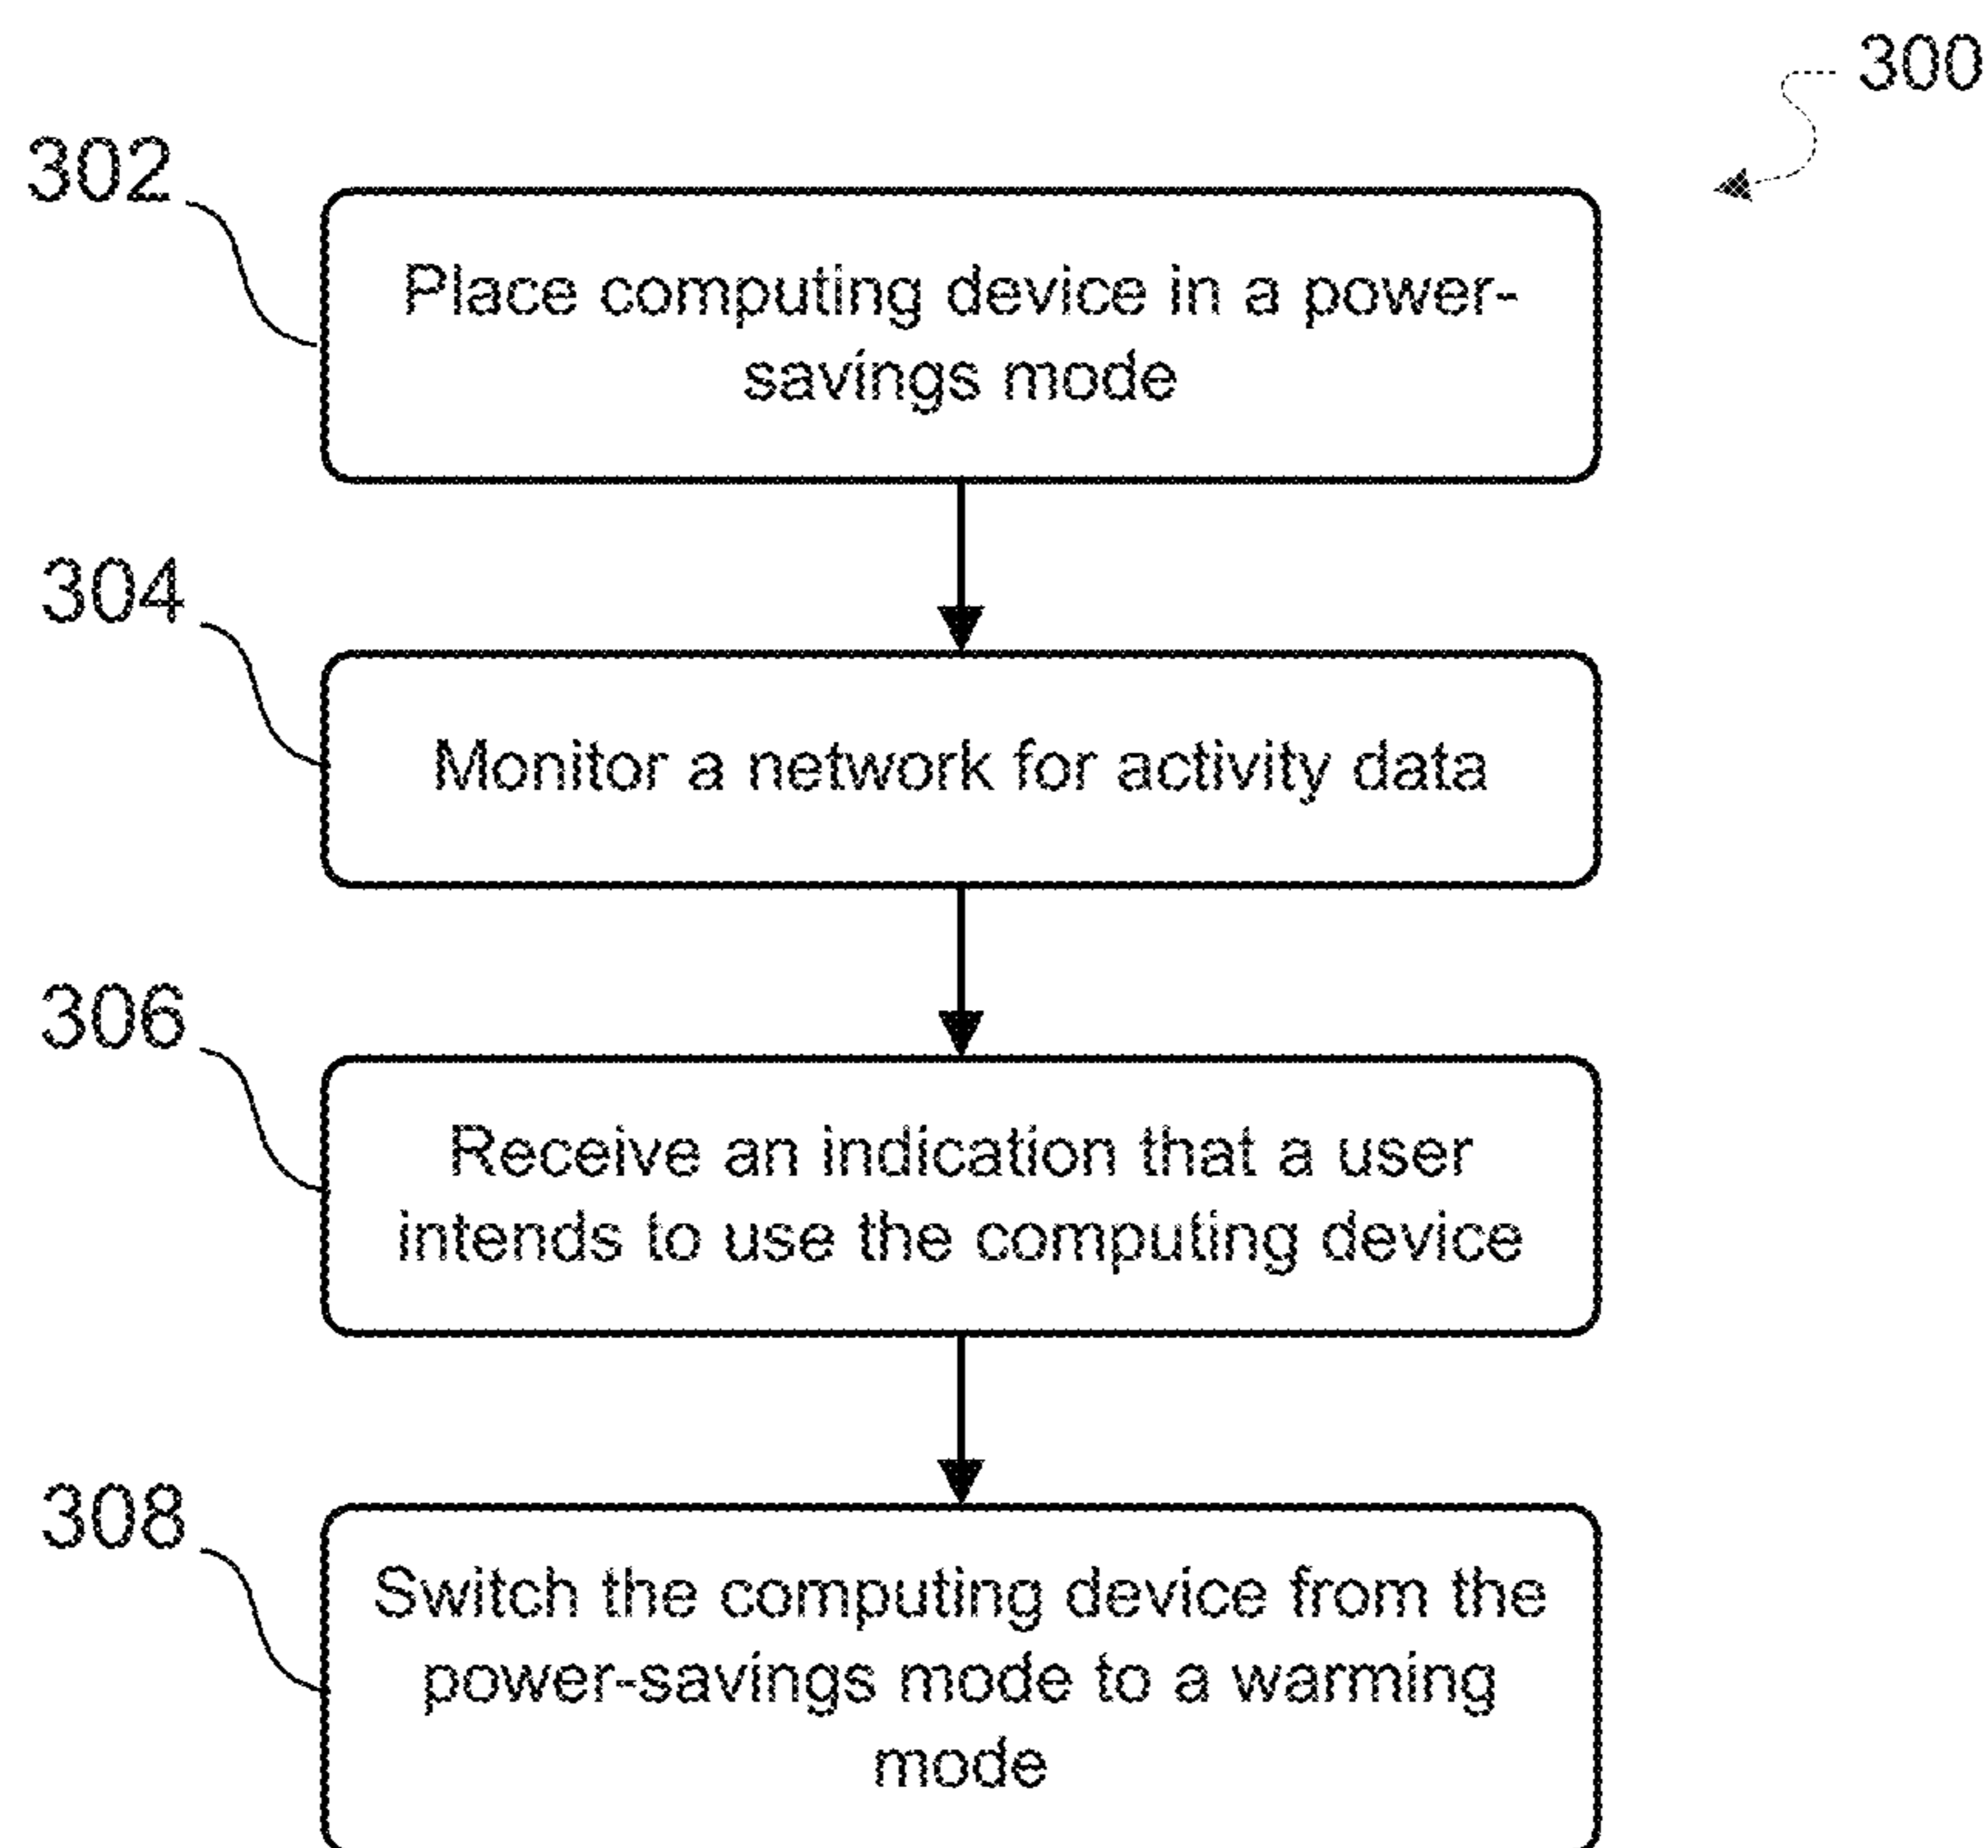 300
302
Place computing device in a power-
savings mode
304
Monitor a network for activity data
306
Receive an indication that a user
intends to use the computing device
308
Switch the computing device from the
power-savings mode to a warming
mode